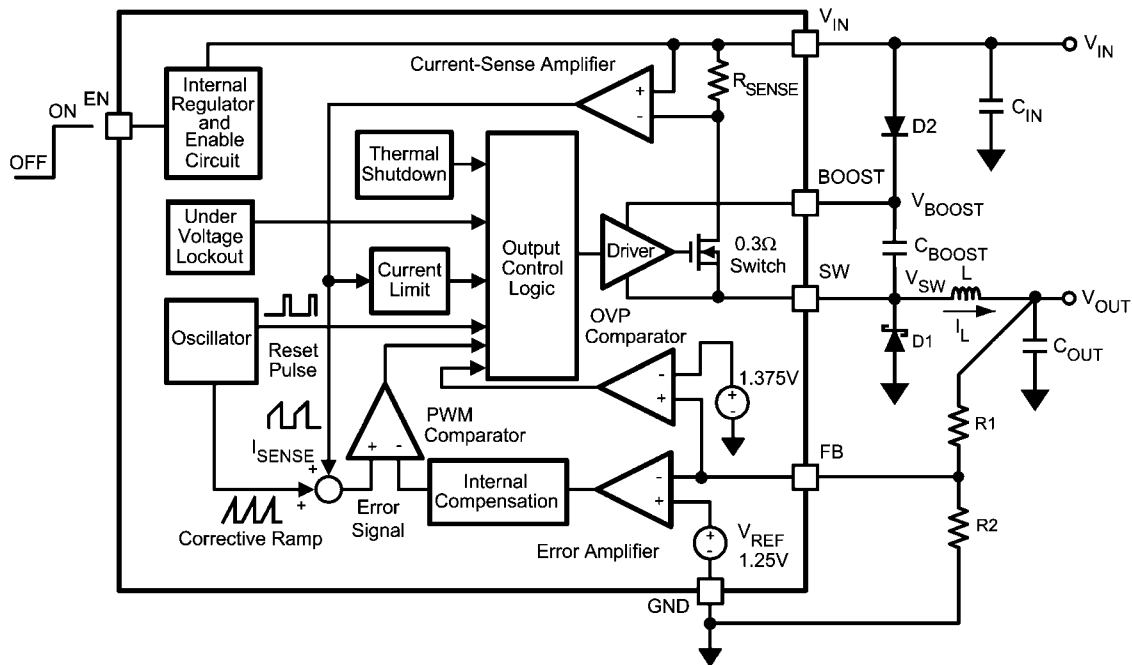 V_IN
V_IN
Current-Sense Amplifier
R_SENSE
EN
ON
OFF
Internal
Regulator
and
Enable
Circuit
+
-
D2
C_IN
Thermal
Shutdown
BOOST
V_BOOST
Under
Voltage
Lockout
Output
Control
Logic
Driver
0.3Ω
Switch
C_BOOST
Current
Limit
SW
V_SW
L
V_OUT
I_L
D1
C_OUT
OVP
Comparator
Oscillator
Reset
Pulse
1.375V
+
-
-
+
PWM
Comparator
+
-
I_SENSE
+
+
Corrective Ramp
Error
Signal
Internal
Compensation
-
+
Error Amplifier
V_REF
1.25V
+
-
FB
R1
R2
GND